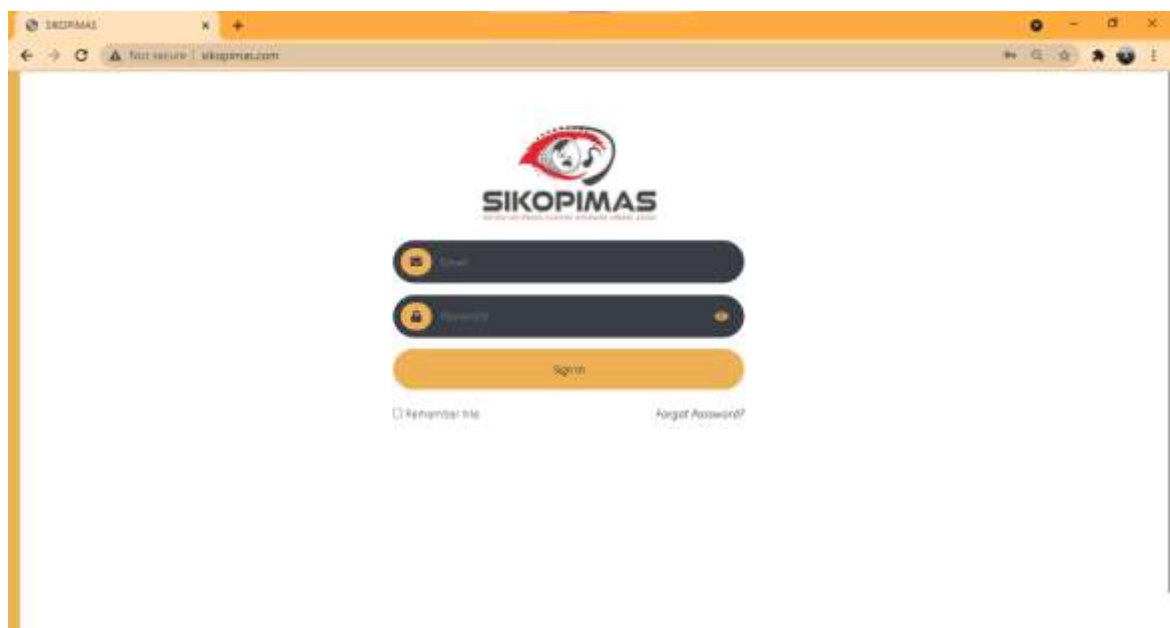 SIKOPIMAS
Not secure | sikopimas.com
SIKOPIMAS
Email
Password
Sign In
Remember Me
Forgot Password?